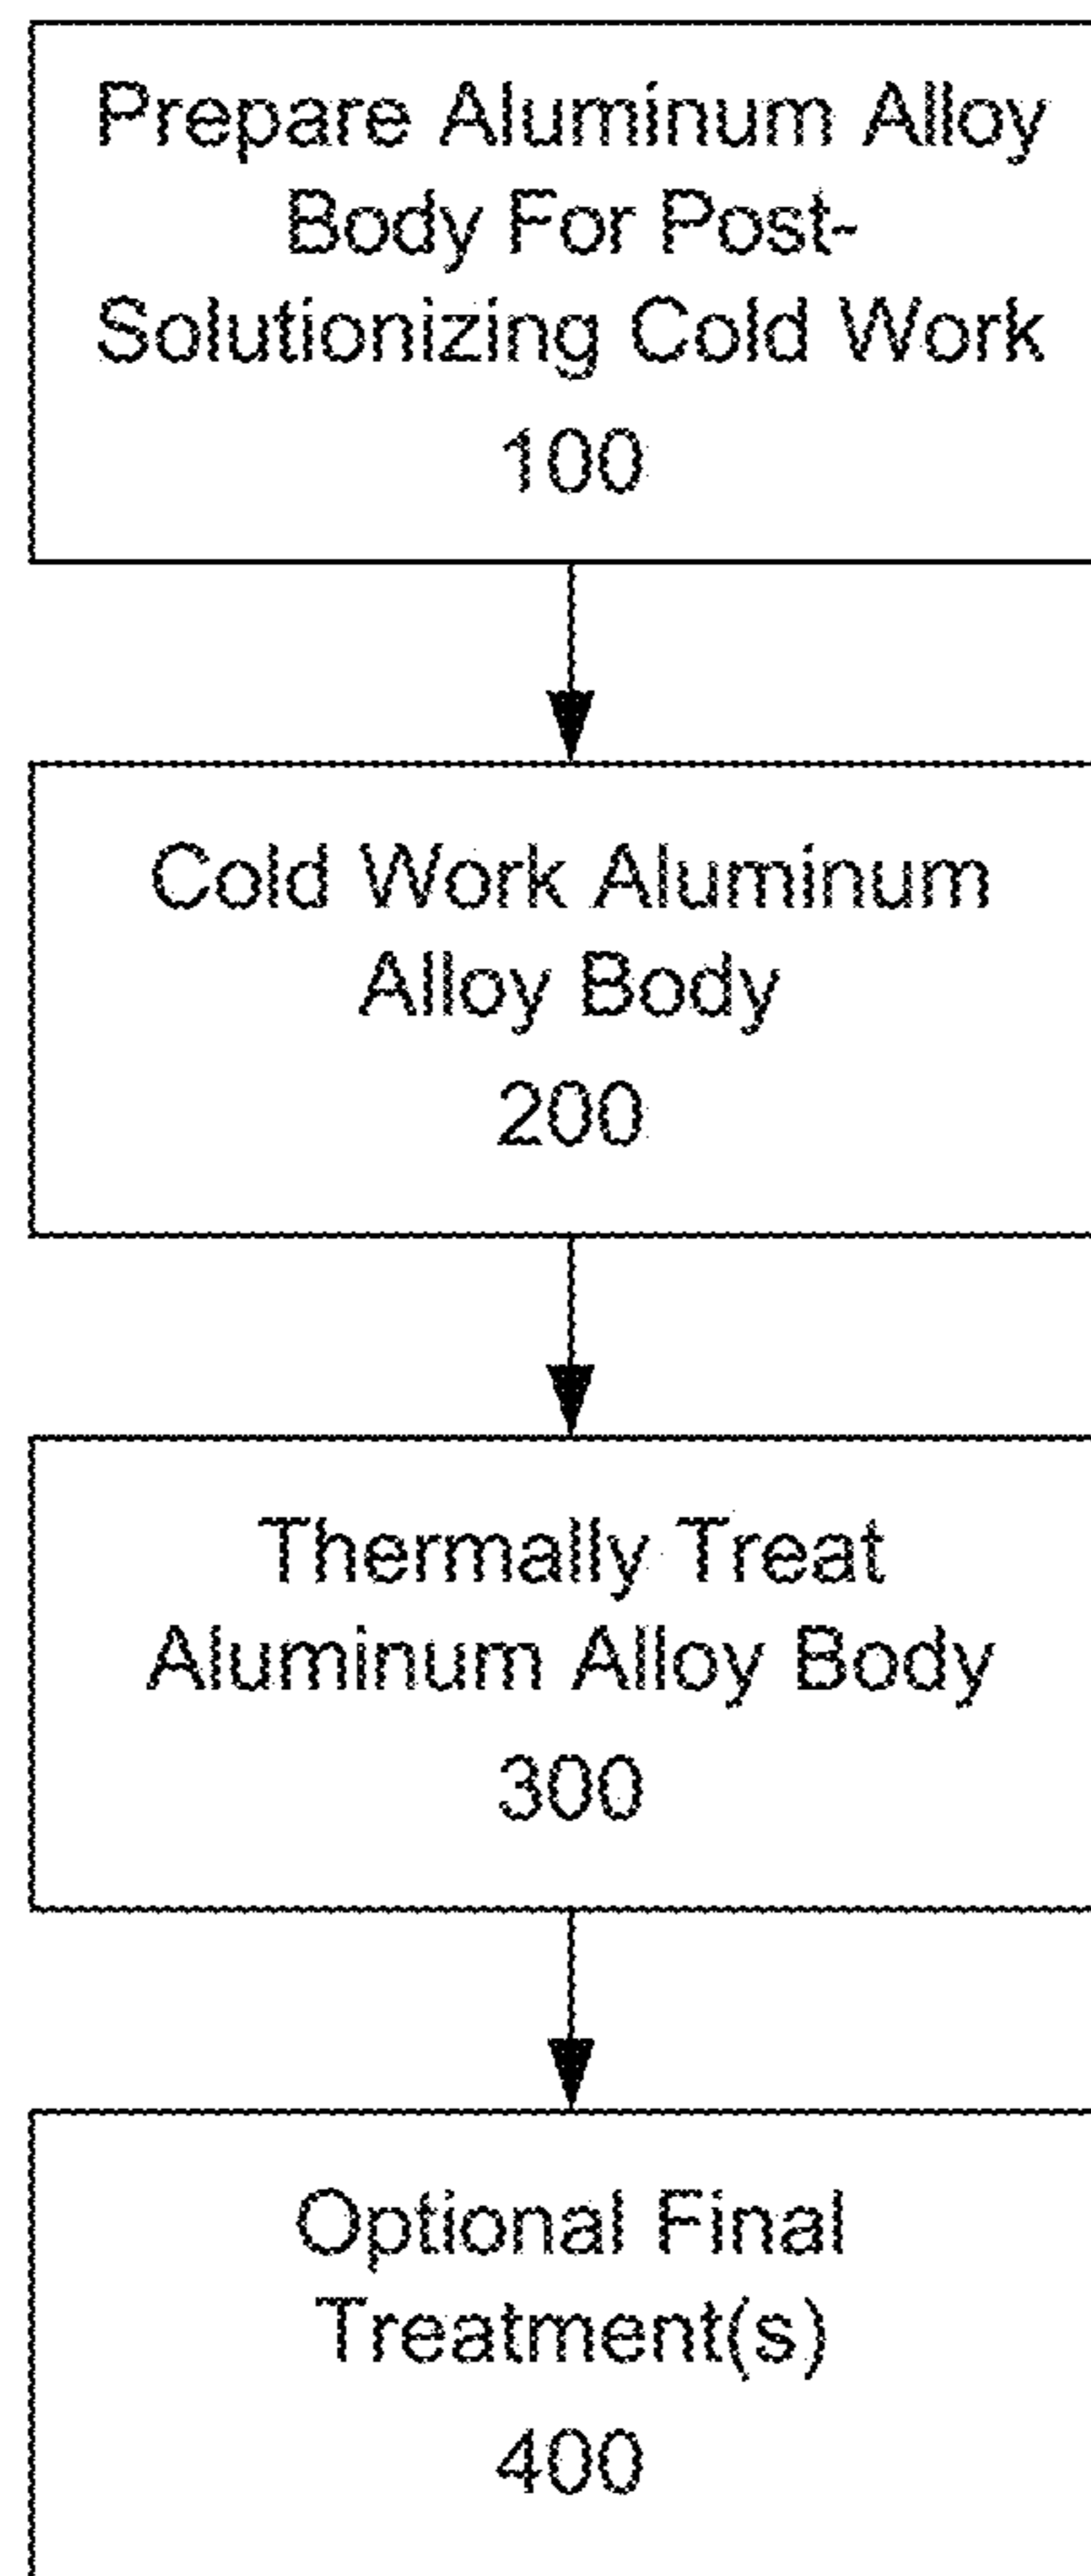 Prepare Aluminum Alloy
Body For Post-
Solutionizing Cold Work
100
Cold Work Aluminum
Alloy Body
200
Thermally Treat
Aluminum Alloy Body
300
Optional Final
Treatment(s)
400